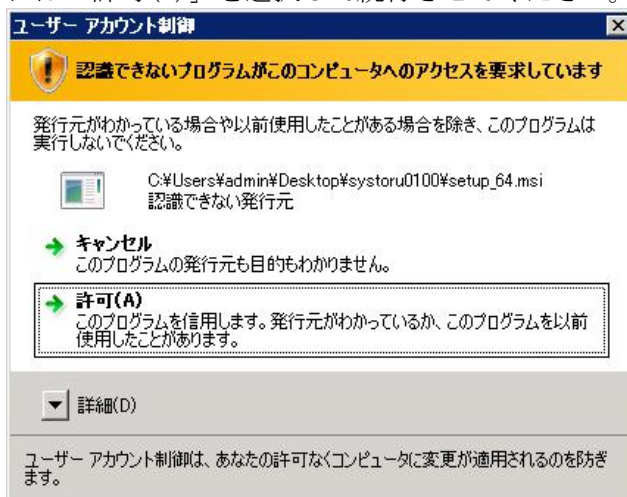 ユーザー アカウント制御
認識できないプログラムがこのコンピュータへのアクセスを要求しています
発行元がわかっている場合や以前使用したことがある場合を除き、このプログラムは
実行しないでください。
C:¥Users¥admin¥Desktop¥systoru0100¥setup_64.msi
認識できない発行元
キャンセル
このプログラムの発行元も目的もわかりません。
許可(A)
このプログラムを信用します。発行元がわかっているか、このプログラムを以前
使用したことがあります。
詳細(D)
ユーザー アカウント制御は、あなたの許可なくコンピュータに変更が適用されるのを防ぎ
ます。